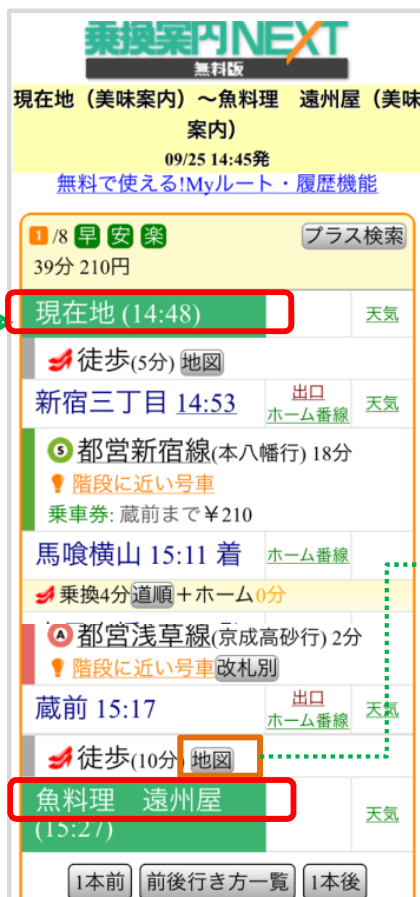 乗換案内NEXT
無料版
現在地（美味案内）～魚料理　遠州屋（美味
案内）
09/25 14:45発
無料で使える!Myルート・履歴機能
1 /8 早 安 楽 プラス検索
39分 210円
現在地 (14:48) 天気
徒歩(5分) 地図
新宿三丁目 14:53 出口 ホーム番線 天気
S 都営新宿線(本八幡行) 18分
階段に近い号車
乗車券: 蔵前まで￥210
馬喰横山 15:11 着 ホーム番線
乗換4分 道順 +ホーム0分
A 都営浅草線(京成高砂行) 2分
階段に近い号車 改札別
蔵前 15:17 出口 ホーム番線 天気
徒歩(10分) 地図
魚料理　遠州屋
(15:27) 天気
1本前 前後行き方一覧 1本後